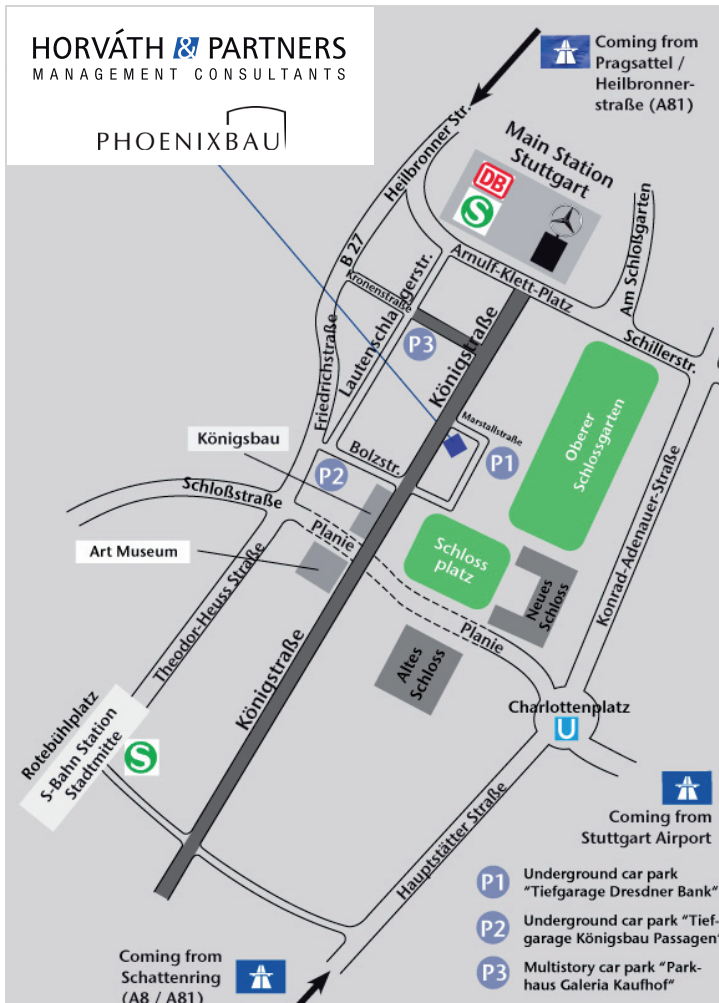 HORVÁTH & PARTNERS
MANAGEMENT CONSULTANTS
PHOENIXBAU
Coming from
Pragsattel /
Heilbronner-
straße (A81)
Heilbronner Str.
Main Station
Stuttgart
DB
S
B 27
Arnulf-Klett-Platz
Am Schloßgarten
Schillerstr.
Kronenstraße
Lautenschlagerstr.
P3
Königstraße
Friedrichstraße
Marstallstraße
Oberer
Schlossgarten
Königsbau
Bolzstr.
P1
P2
Schloßstraße
Konrad-Adenauer-Straße
Planie
Art Museum
Schloss
platz
Neues
Schloss
Theodor-Heuss Straße
Planie
Altes
Schloss
Königstraße
Charlottenplatz
U
Rotebühlplatz
S-Bahn Station
Stadtmitte
S
Coming from
Stuttgart Airport
Hauptstätter Straße
P1 Underground car park
"Tiefgarage Dresdner Bank"
P2 Underground car park "Tief-
garage Königsbau Passagen"
P3 Multistory car park "Park-
haus Galeria Kaufhof"
Coming from
Schattenring
(A8 / A81)